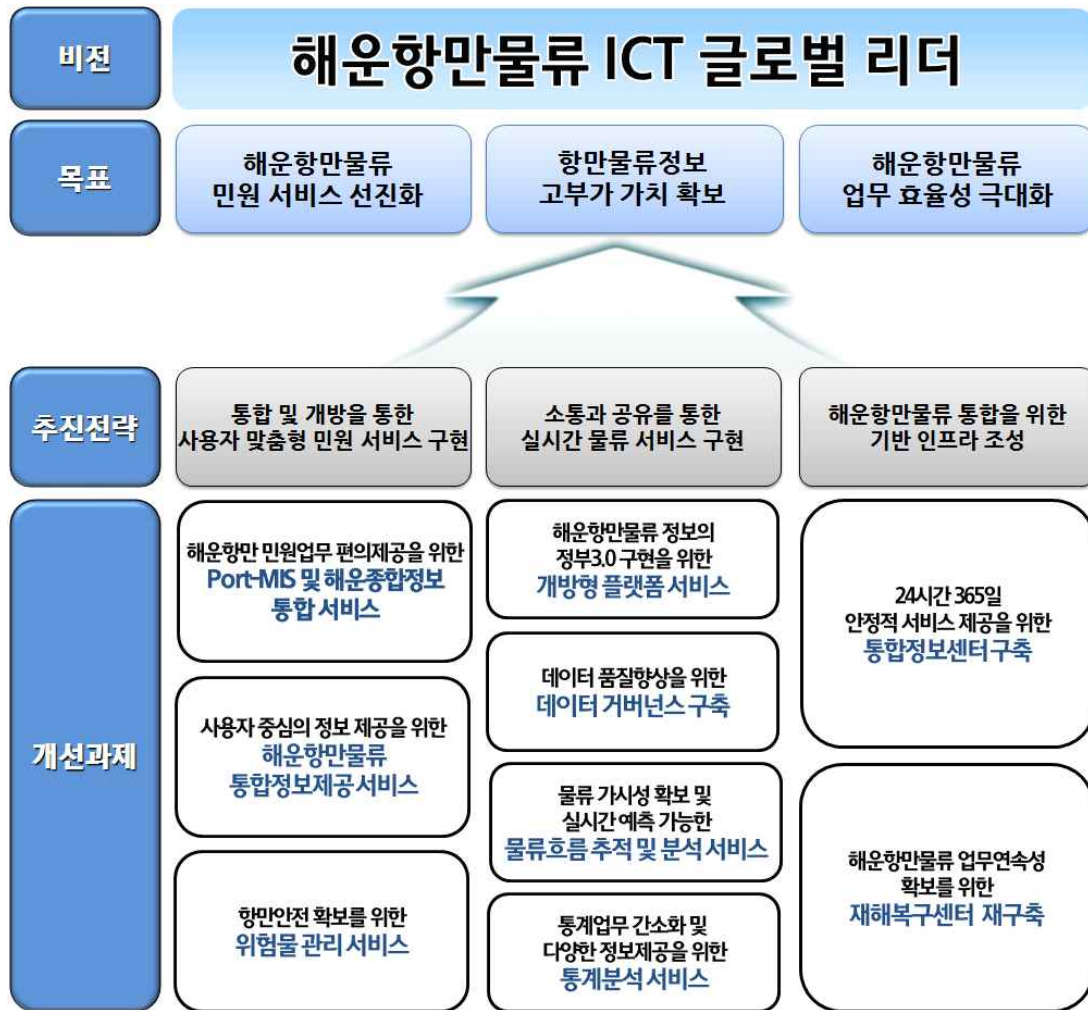 비전
해운항만물류 ICT 글로벌 리더
목표
해운항만물류
민원 서비스 선진화
항만물류정보
고부가 가치 확보
해운항만물류
업무 효율성 극대화
추진전략
통합 및 개방을 통한
사용자 맞춤형 민원 서비스 구현
소통과 공유를 통한
실시간 물류 서비스 구현
해운항만물류 통합을 위한
기반 인프라 조성
개선과제
해운항만 민원업무 편의제공을 위한
Port-MIS 및 해운종합정보
통합 서비스
사용자 중심의 정보 제공을 위한
해운항만물류
통합정보제공 서비스
항만안전 확보를 위한
위험물 관리 서비스
해운항만물류 정보의
정부3.0 구현을 위한
개방형 플랫폼 서비스
데이터 품질향상을 위한
데이터 거버넌스 구축
물류 가시성 확보 및
실시간 예측 가능한
물류흐름 추적 및 분석 서비스
통계업무 간소화 및
다양한 정보제공을 위한
통계분석 서비스
24시간 365일
안정적 서비스 제공을 위한
통합정보센터 구축
해운항만물류 업무연속성
확보를 위한
재해복구센터 재구축